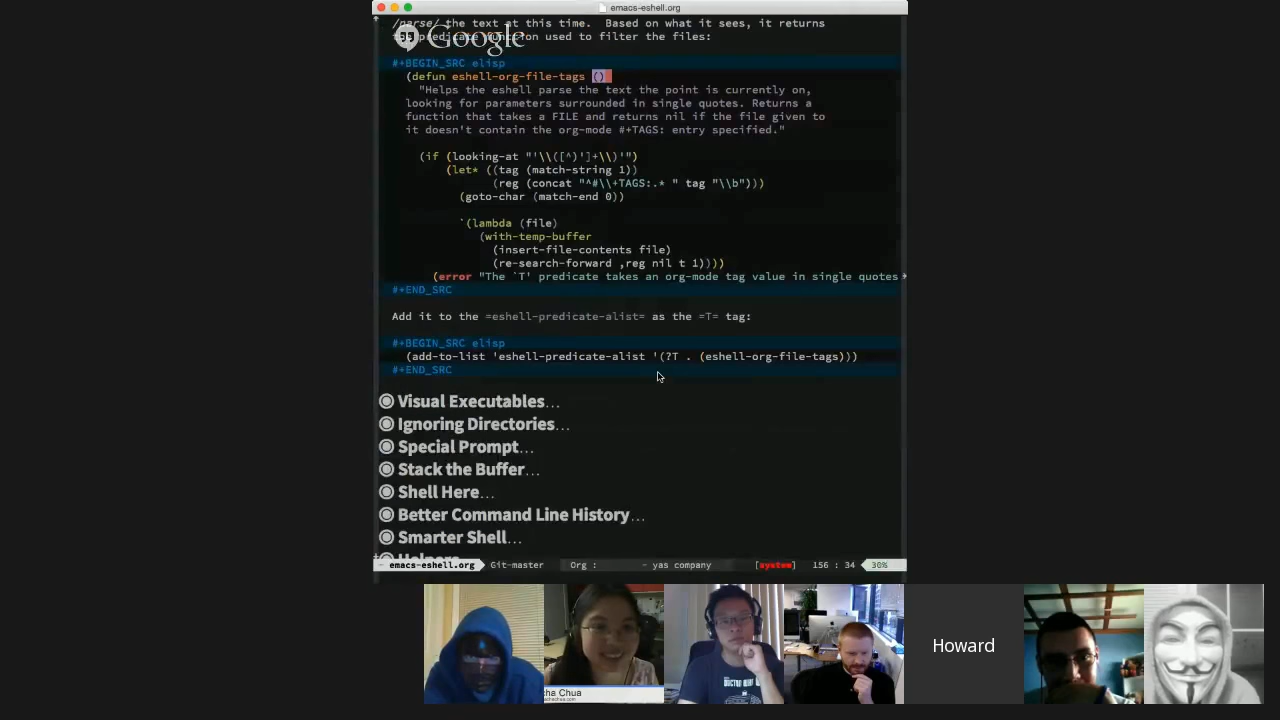 emacs-eshell.org
/parse/ the text at this time.  Based on what it sees, it returns
Google
predicate function used to filter the files:
#+BEGIN_SRC elisp
(defun eshell-org-file-tags ()
"Helps the eshell parse the text the point is currently on,
looking for parameters surrounded in single quotes. Returns a
function that takes a FILE and returns nil if the file given to
it doesn't contain the org-mode #+TAGS: entry specified."
(if (looking-at "'\\([^)']+\\)'")
(let* ((tag (match-string 1))
(reg (concat "^#\\+TAGS:.* " tag "\\b")))
(goto-char (match-end 0))
`(lambda (file)
(with-temp-buffer
(insert-file-contents file)
(re-search-forward ,reg nil t 1))))
(error "The `T' predicate takes an org-mode tag value in single quotes
#+END_SRC
Add it to the =eshell-predicate-alist= as the =T= tag:
#+BEGIN_SRC elisp
(add-to-list 'eshell-predicate-alist '(?T . (eshell-org-file-tags)))
#+END_SRC
Visual Executables...
Ignoring Directories...
Special Prompt...
Stack the Buffer...
Shell Here...
Better Command Line History...
Smarter Shell...
Helpers
- emacs-eshell.org Git-master Org : - yas company [system] 156 : 34 30%
Howard
cha Chua